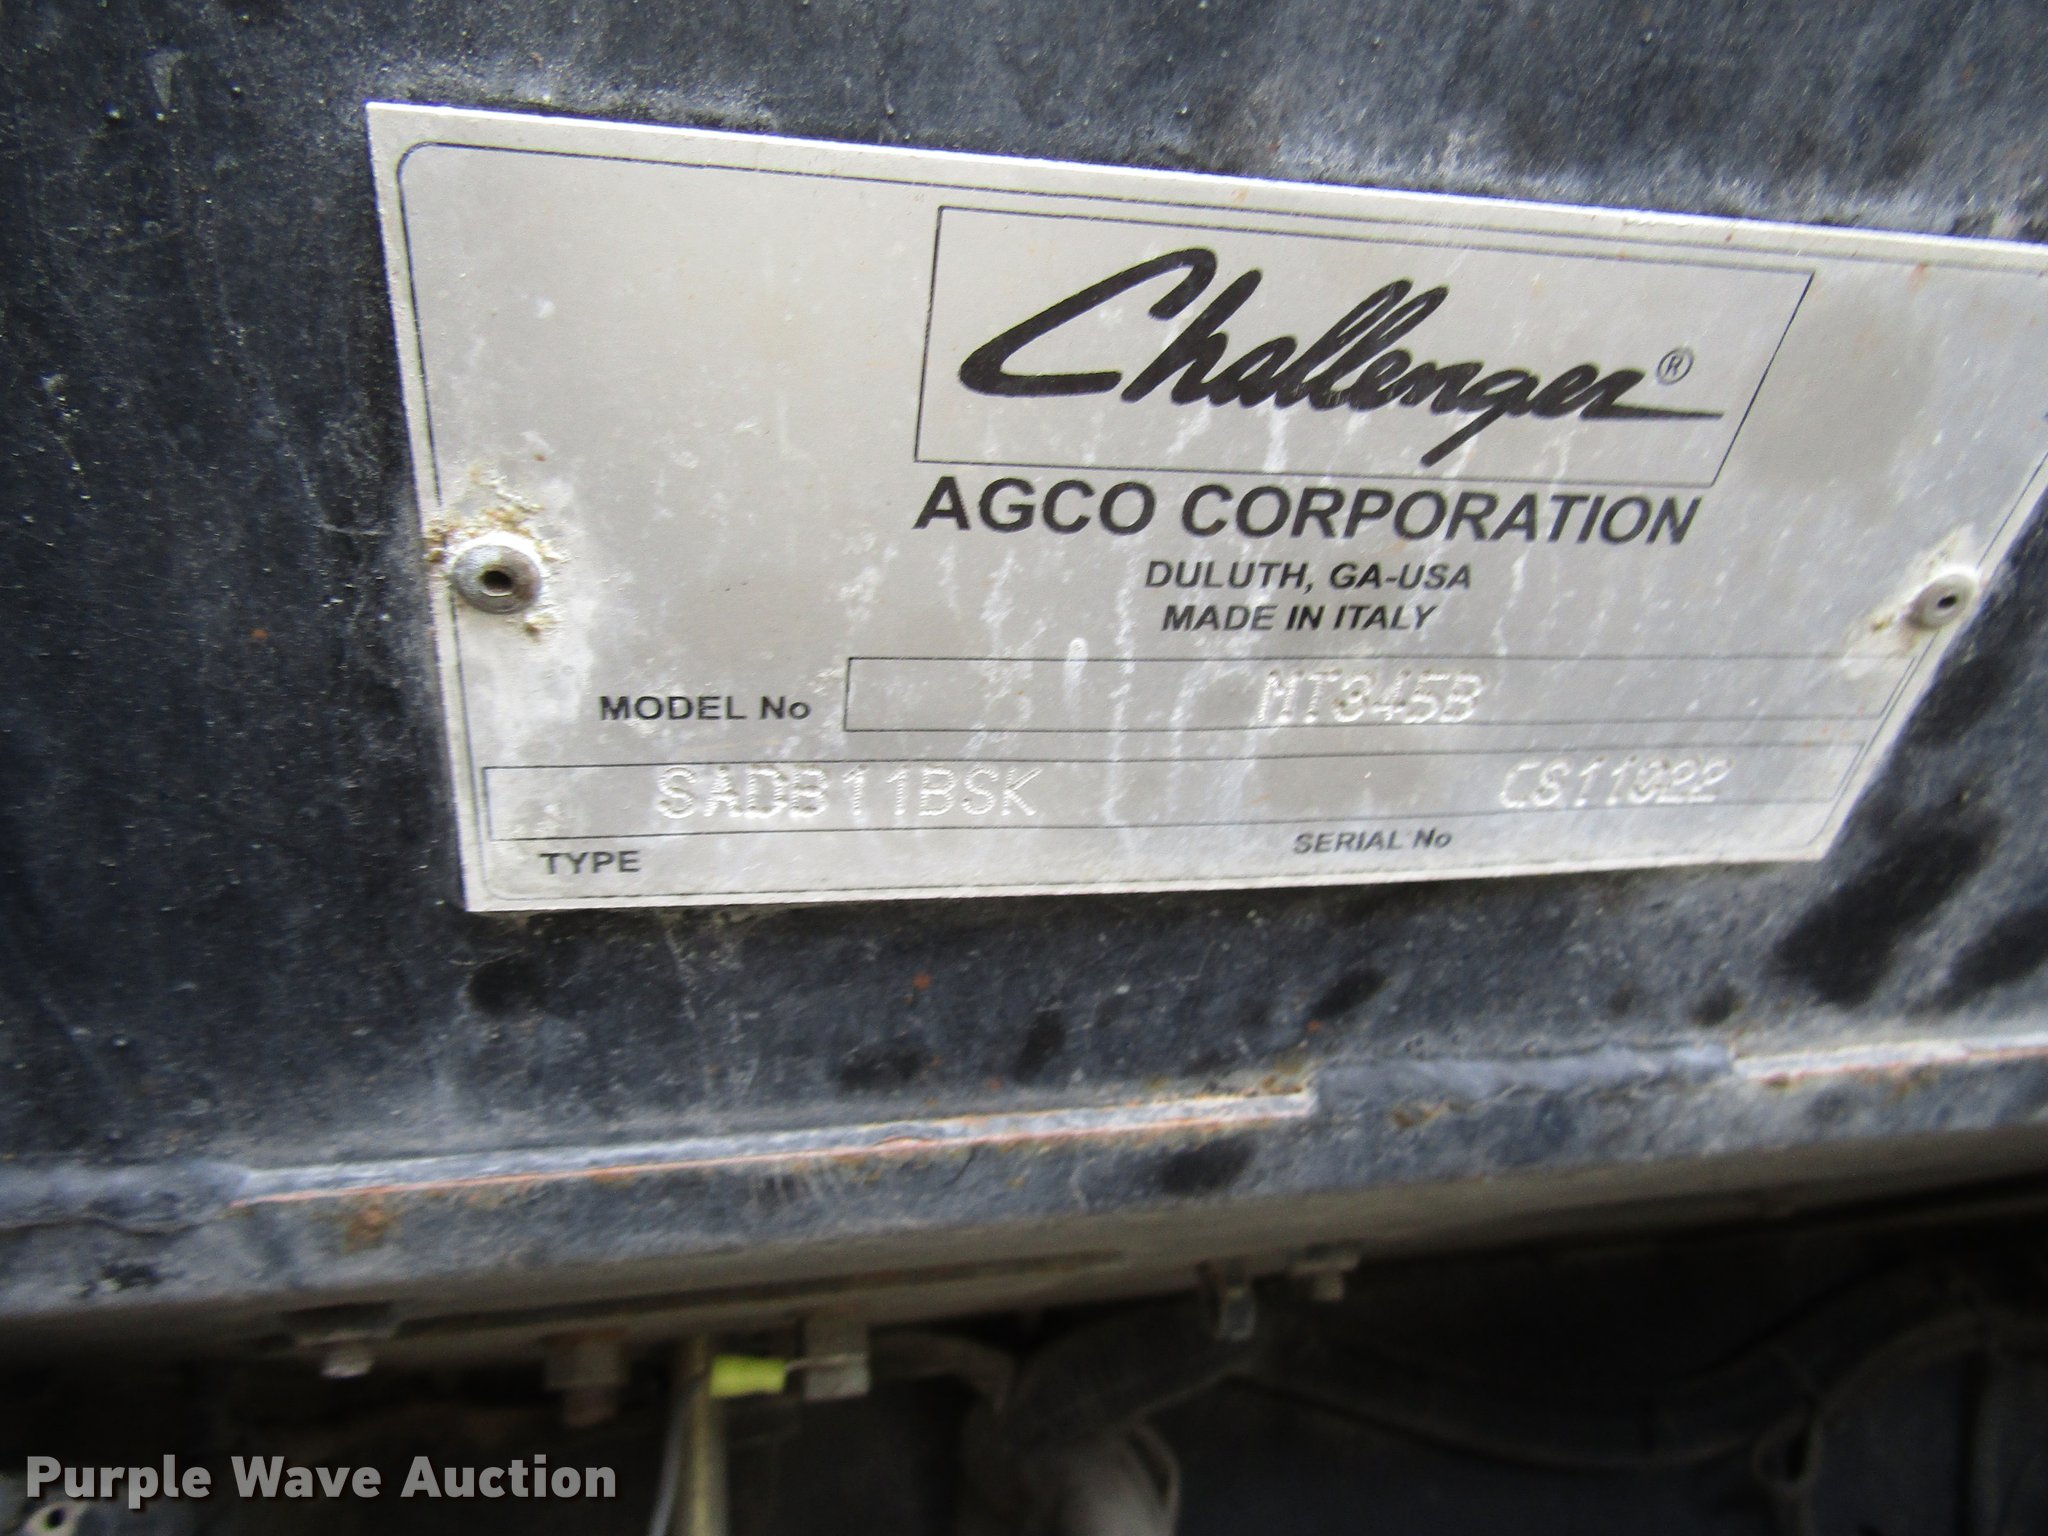 Challenger®
AGCO CORPORATION
DULUTH, GA-USA
MADE IN ITALY
MODEL No MT345B
SADB11BSK CS11022
TYPE SERIAL No
Purple Wave Auction